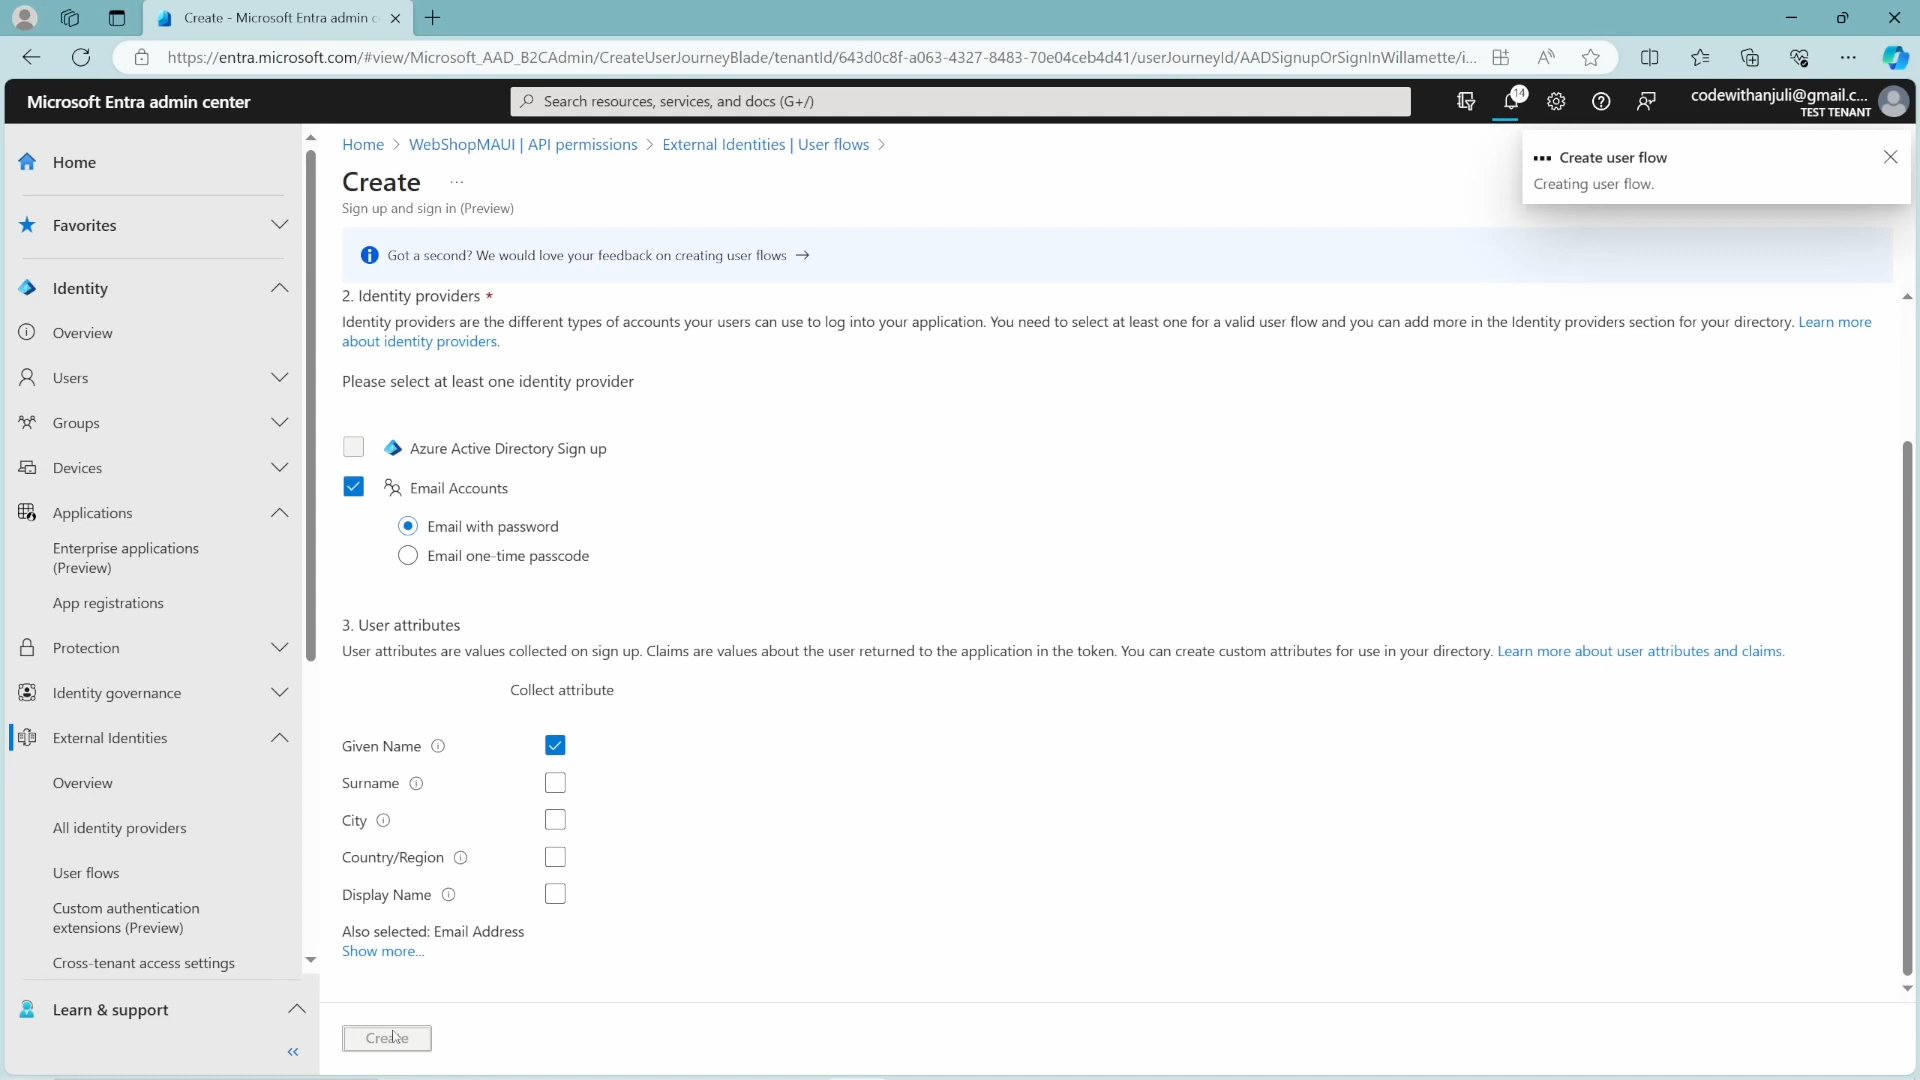 Create - Microsoft Entra admin c
https://entra.microsoft.com/#view/Microsoft_AAD_B2CAdmin/CreateUserJourneyBlade/tenantId/643d0c8f-a063-4327-8483-70e04ceb4d41/userJourneyId/AADSignupOrSignInWillamette/i...
Microsoft Entra admin center
Search resources, services, and docs (G+/)
14
codewithanjuli@gmail.c...
TEST TENANT
Home
Favorites
Identity
Overview
Users
Groups
Devices
Applications
Enterprise applications
(Preview)
App registrations
Protection
Identity governance
External Identities
Overview
All identity providers
User flows
Custom authentication
extensions (Preview)
Cross-tenant access settings
Learn & support
Home > WebShopMAUI | API permissions > External Identities | User flows >
Create ...
Sign up and sign in (Preview)
Create user flow
Creating user flow.
Got a second? We would love your feedback on creating user flows →
2. Identity providers *
Identity providers are the different types of accounts your users can use to log into your application. You need to select at least one for a valid user flow and you can add more in the Identity providers section for your directory. Learn more
about identity providers.
Please select at least one identity provider
Azure Active Directory Sign up
Email Accounts
Email with password
Email one-time passcode
3. User attributes
User attributes are values collected on sign up. Claims are values about the user returned to the application in the token. You can create custom attributes for use in your directory. Learn more about user attributes and claims.
Collect attribute
Given Name
Surname
City
Country/Region
Display Name
Also selected: Email Address
Show more...
Create